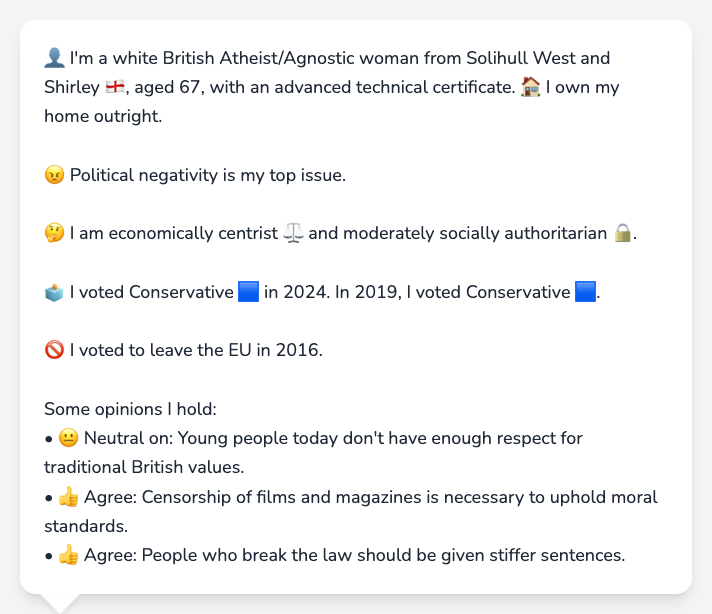 👤 I'm a white British Atheist/Agnostic woman from Solihull West and
Shirley 🏴󠁧󠁢󠁥󠁮󠁧󠁿, aged 67, with an advanced technical certificate. 🏠 I own my
home outright.
😠 Political negativity is my top issue.
🤔 I am economically centrist ⚖️ and moderately socially authoritarian 🔒.
🗳️ I voted Conservative 🟦 in 2024. In 2019, I voted Conservative 🟦.
🚫 I voted to leave the EU in 2016.
Some opinions I hold:
• 😐 Neutral on: Young people today don't have enough respect for
traditional British values.
• 👍 Agree: Censorship of films and magazines is necessary to uphold moral
standards.
• 👍 Agree: People who break the law should be given stiffer sentences.